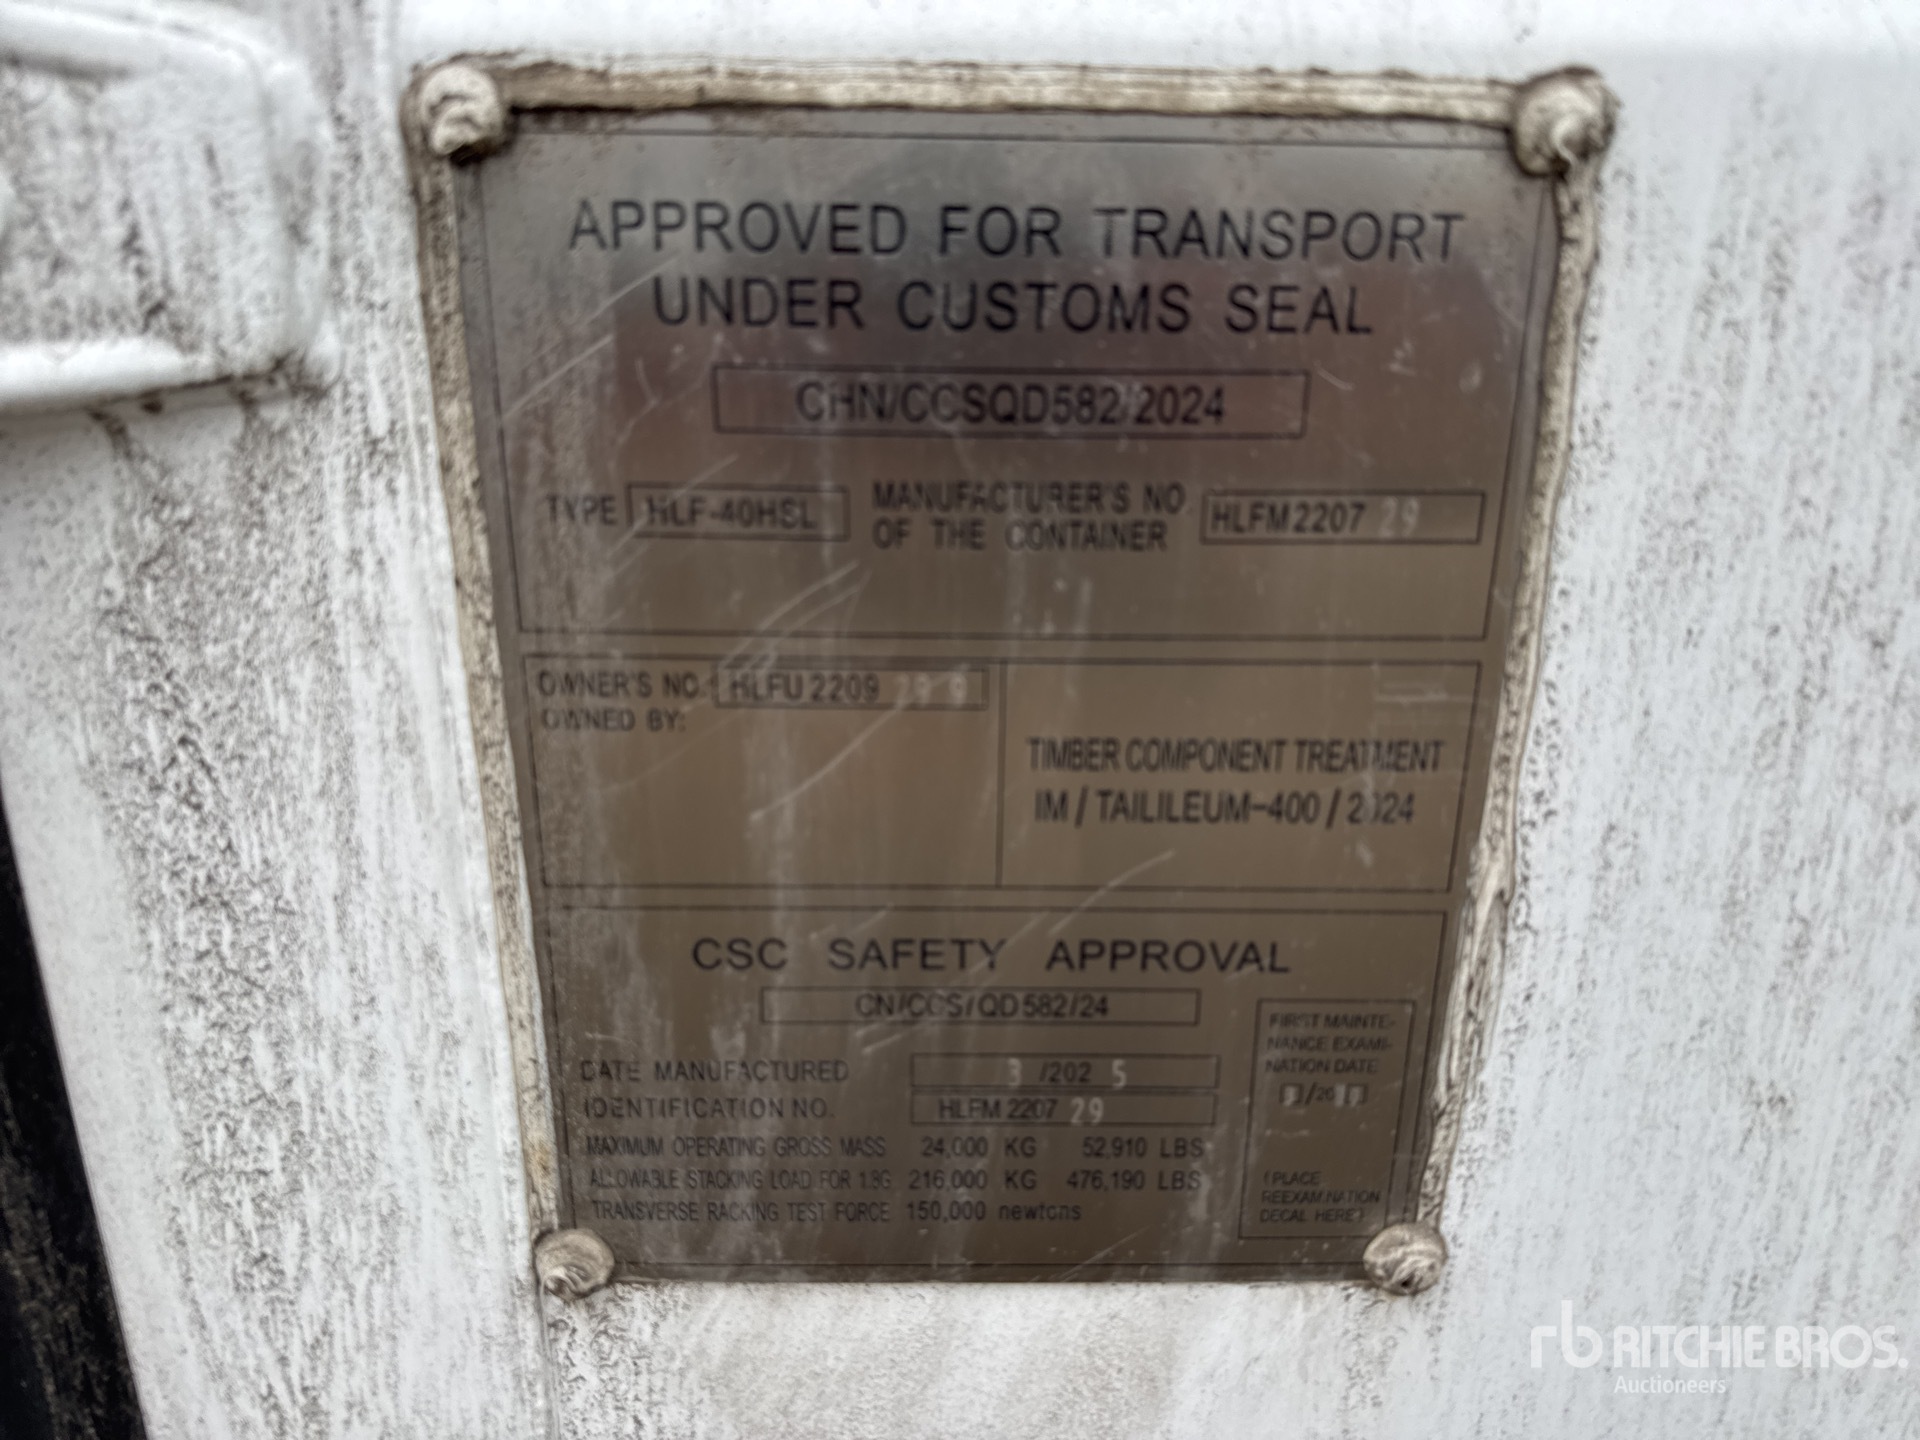 APPROVED FOR TRANSPORT
UNDER CUSTOMS SEAL
CHN/CCSQD582/2024
TYPE HLF-40HSL MANUFACTURER'S NO. OF THE CONTAINER HLFM 2207 29
OWNER'S NO. HLFU 2209
OWNED BY:
TIMBER COMPONENT TREATMENT
IM / TAILILEUM-400 / 2024
CSC SAFETY APPROVAL
CN/CCS/QD582/24
DATE MANUFACTURED 3 /202 5
IDENTIFICATION NO. HLFM 2207 29
MAXIMUM OPERATING GROSS MASS 24,000 KG 52,910 LBS
ALLOWABLE STACKING LOAD FOR 1.8G 216,000 KG 476,190 LBS
TRANSVERSE RACKING TEST FORCE 150,000 newtons
FIRST MAINTE-
NANCE EXAMI-
NATION DATE
(PLACE
REEXAMINATION
DECAL HERE)
rb RITCHIE BROS.
Auctioneers